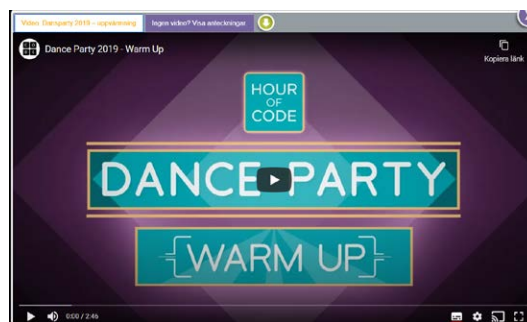 Video: Danceparty 2019 – uppvärmning
Ingen video? Visa anteckningar
Dance Party 2019 - Warm Up
Kopiera länk
HOUR
OF
CODE
DANCE PARTY
WARM UP
0:00 / 2:46